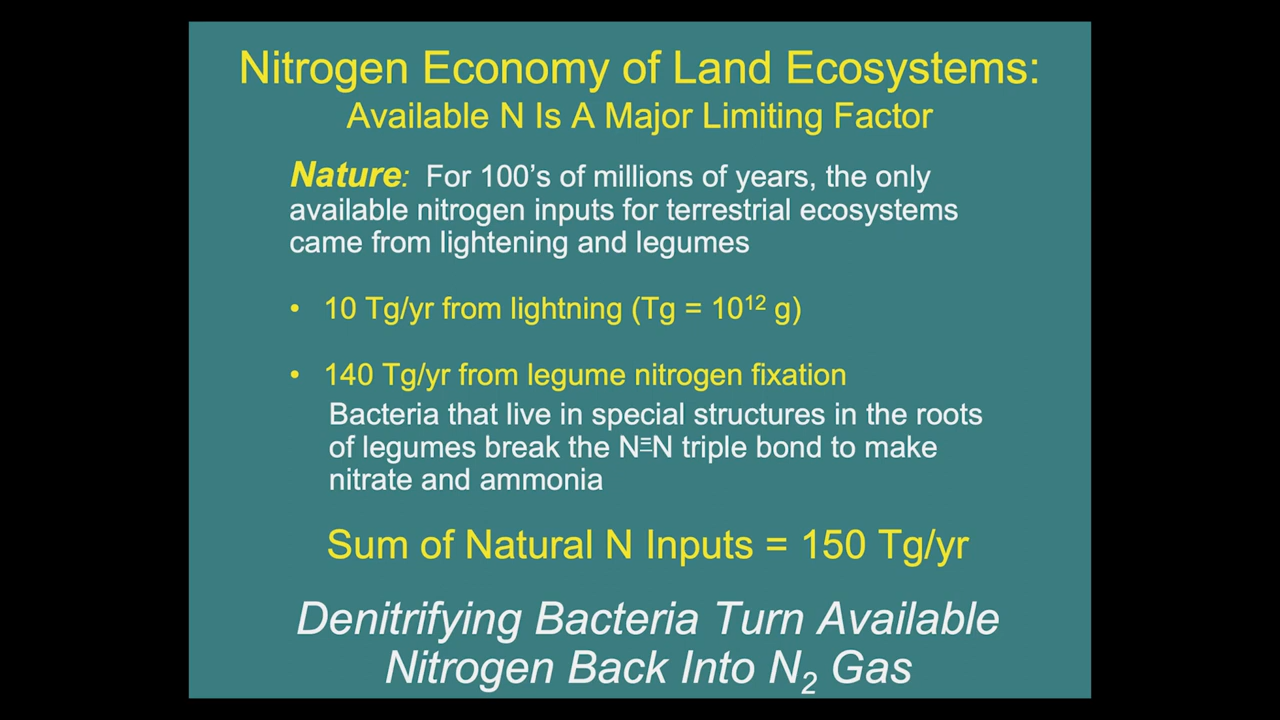 Nitrogen Economy of Land Ecosystems:
Available N Is A Major Limiting Factor
Nature: For 100’s of millions of years, the only
available nitrogen inputs for terrestrial ecosystems
came from lightening and legumes
• 10 Tg/yr from lightning (Tg = 10¹² g)
• 140 Tg/yr from legume nitrogen fixation
Bacteria that live in special structures in the roots
of legumes break the N≡N triple bond to make
nitrate and ammonia
Sum of Natural N Inputs = 150 Tg/yr
Denitrifying Bacteria Turn Available
Nitrogen Back Into N₂ Gas